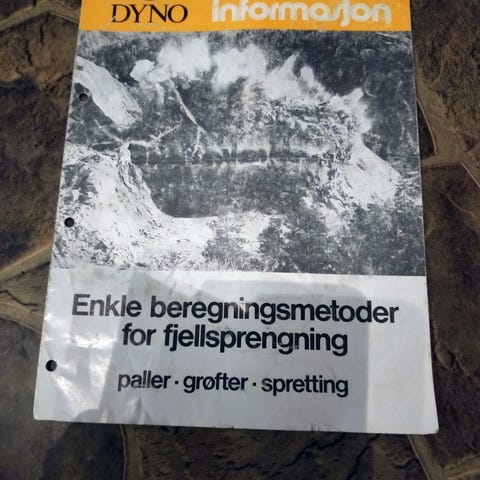 DYNO Informasjon
Enkle beregningsmetoder
for fjellsprengning
paller · grøfter · spretting